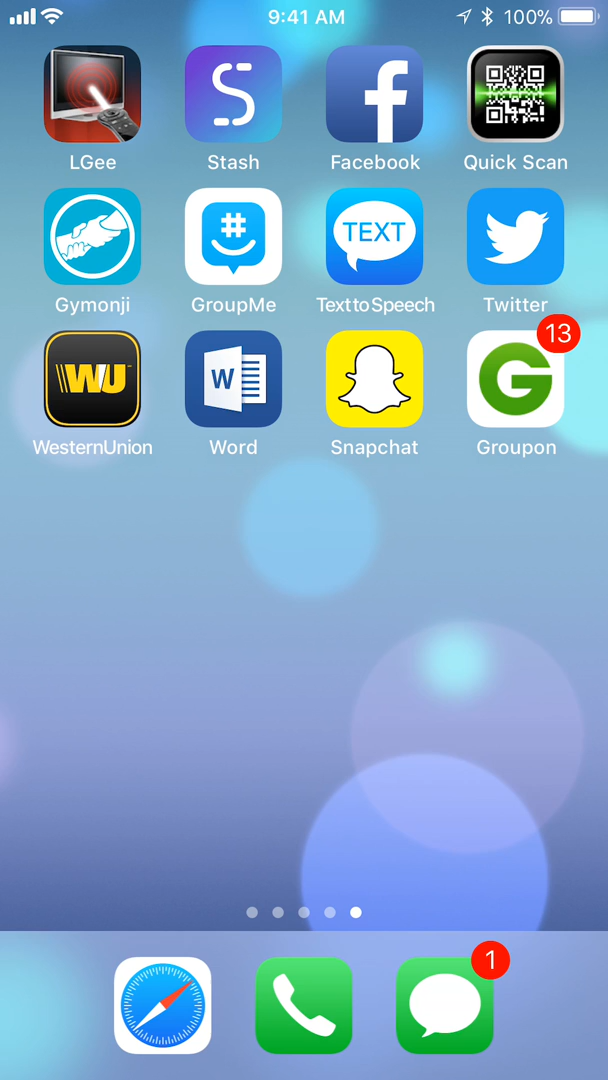 9:41 AM 100%
LGee Stash Facebook Quick Scan
TEXT
Gymonji GroupMe TexttoSpeech Twitter
13
WU W G
WesternUnion Word Snapchat Groupon
1